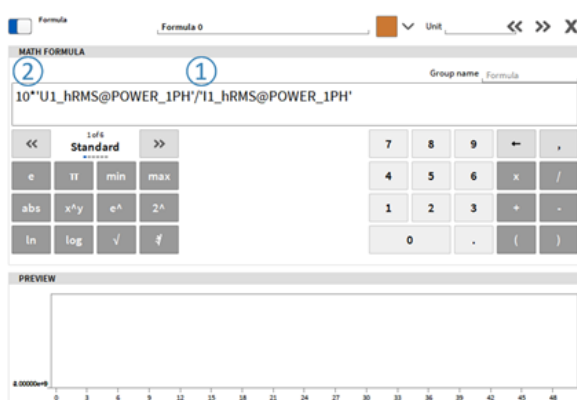 Formula
Formula 0
Unit
<< >> X
MATH FORMULA
2 1
Group name Formula
10*'U1_hRMS@POWER_1PH'/'I1_hRMS@POWER_1PH'
<< 1 of 6 >>
Standard
7 8 9 ← ,
e π min max
4 5 6 x /
abs x^y e^ 2^
1 2 3 + -
ln log √
0 . ( )
PREVIEW
0 3 6 9 12 15 18 21 24 27 30 33 36 39 42 45 48